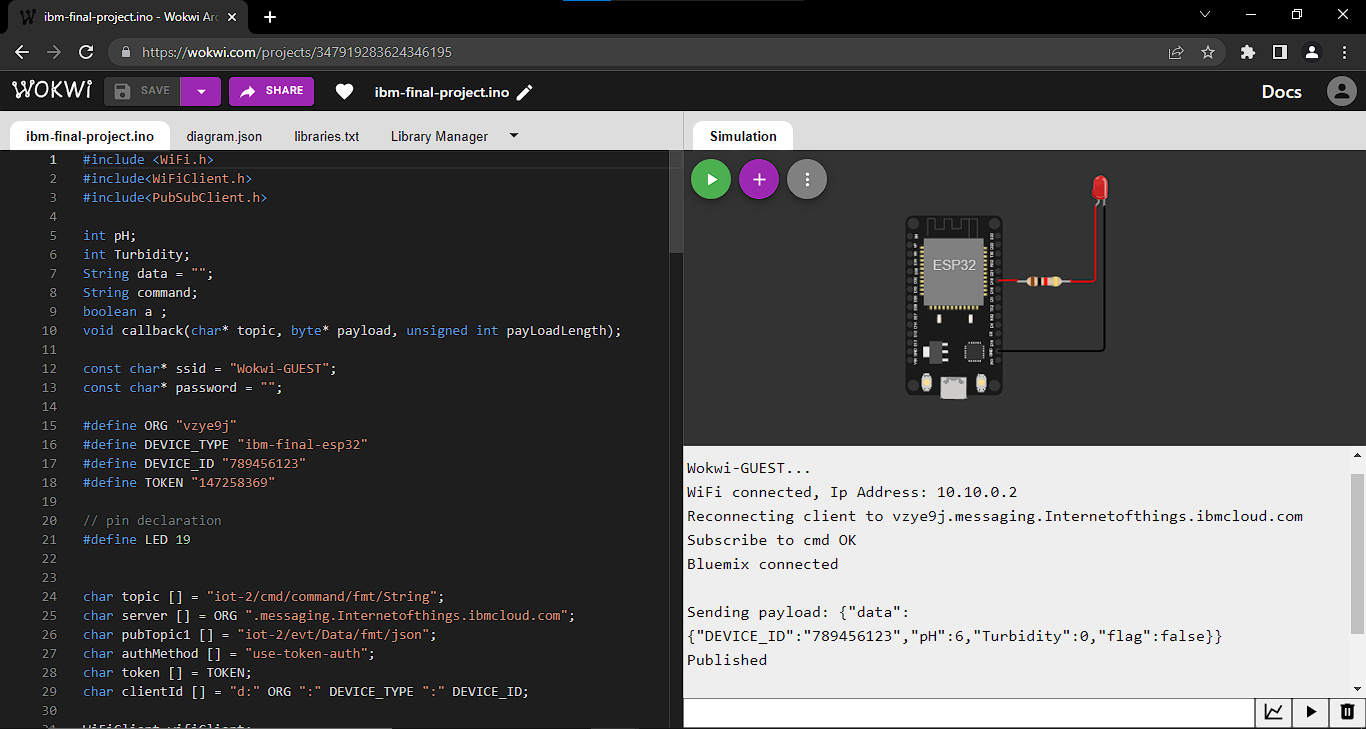 ibm-final-project.ino - Wokwi Ar
https://wokwi.com/projects/347919283624346195
WOKWI
SAVE
SHARE
ibm-final-project.ino
Docs
ibm-final-project.ino
diagram.json
libraries.txt
Library Manager
Simulation
1 #include <WiFi.h>
2 #include<WiFiClient.h>
3 #include<PubSubClient.h>
4
5 int pH;
6 int Turbidity;
7 String data = "";
8 String command;
9 boolean a ;
10 void callback(char* topic, byte* payload, unsigned int payLoadLength);
11
12 const char* ssid = "Wokwi-GUEST";
13 const char* password = "";
14
15 #define ORG "vzye9j"
16 #define DEVICE_TYPE "ibm-final-esp32"
17 #define DEVICE_ID "789456123"
18 #define TOKEN "147258369"
19
20 // pin declaration
21 #define LED 19
22
23
24 char topic [] = "iot-2/cmd/command/fmt/String";
25 char server [] = ORG ".messaging.Internetofthings.ibmcloud.com";
26 char pubTopic1 [] = "iot-2/evt/Data/fmt/json";
27 char authMethod [] = "use-token-auth";
28 char token [] = TOKEN;
29 char clientId [] = "d:" ORG ":" DEVICE_TYPE ":" DEVICE_ID;
30
31 WiFiClient wifiClient;
ESP32
Wokwi-GUEST...
WiFi connected, Ip Address: 10.10.0.2
Reconnecting client to vzye9j.messaging.Internetofthings.ibmcloud.com
Subscribe to cmd OK
Bluemix connected
Sending payload: {"data":
{"DEVICE_ID":"789456123","pH":6,"Turbidity":0,"flag":false}}
Published